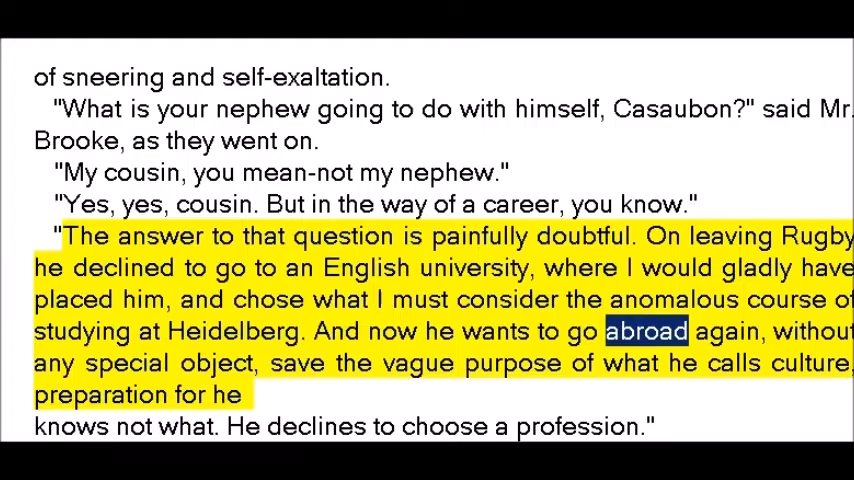 of sneering and self-exaltation.
"What is your nephew going to do with himself, Casaubon?" said Mr.
Brooke, as they went on.
"My cousin, you mean-not my nephew."
"Yes, yes, cousin. But in the way of a career, you know."
"The answer to that question is painfully doubtful. On leaving Rugby
he declined to go to an English university, where I would gladly have
placed him, and chose what I must consider the anomalous course of
studying at Heidelberg. And now he wants to go abroad again, without
any special object, save the vague purpose of what he calls culture,
preparation for he
knows not what. He declines to choose a profession."